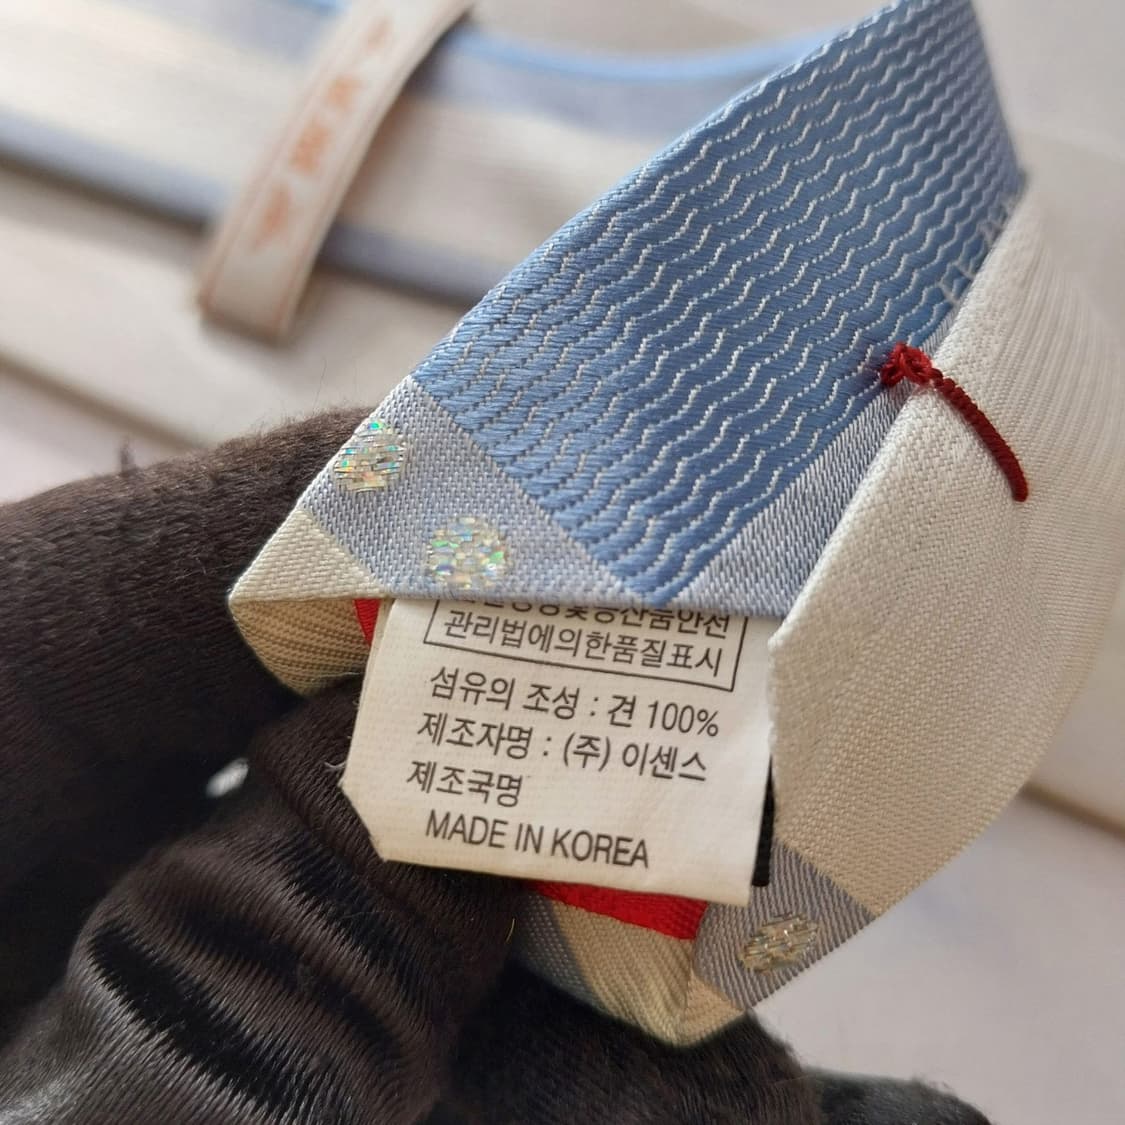 관리법에의한품질표시
섬유의 조성 : 견 100%
제조자명 : (주) 이센스
제조국명
MADE IN KOREA